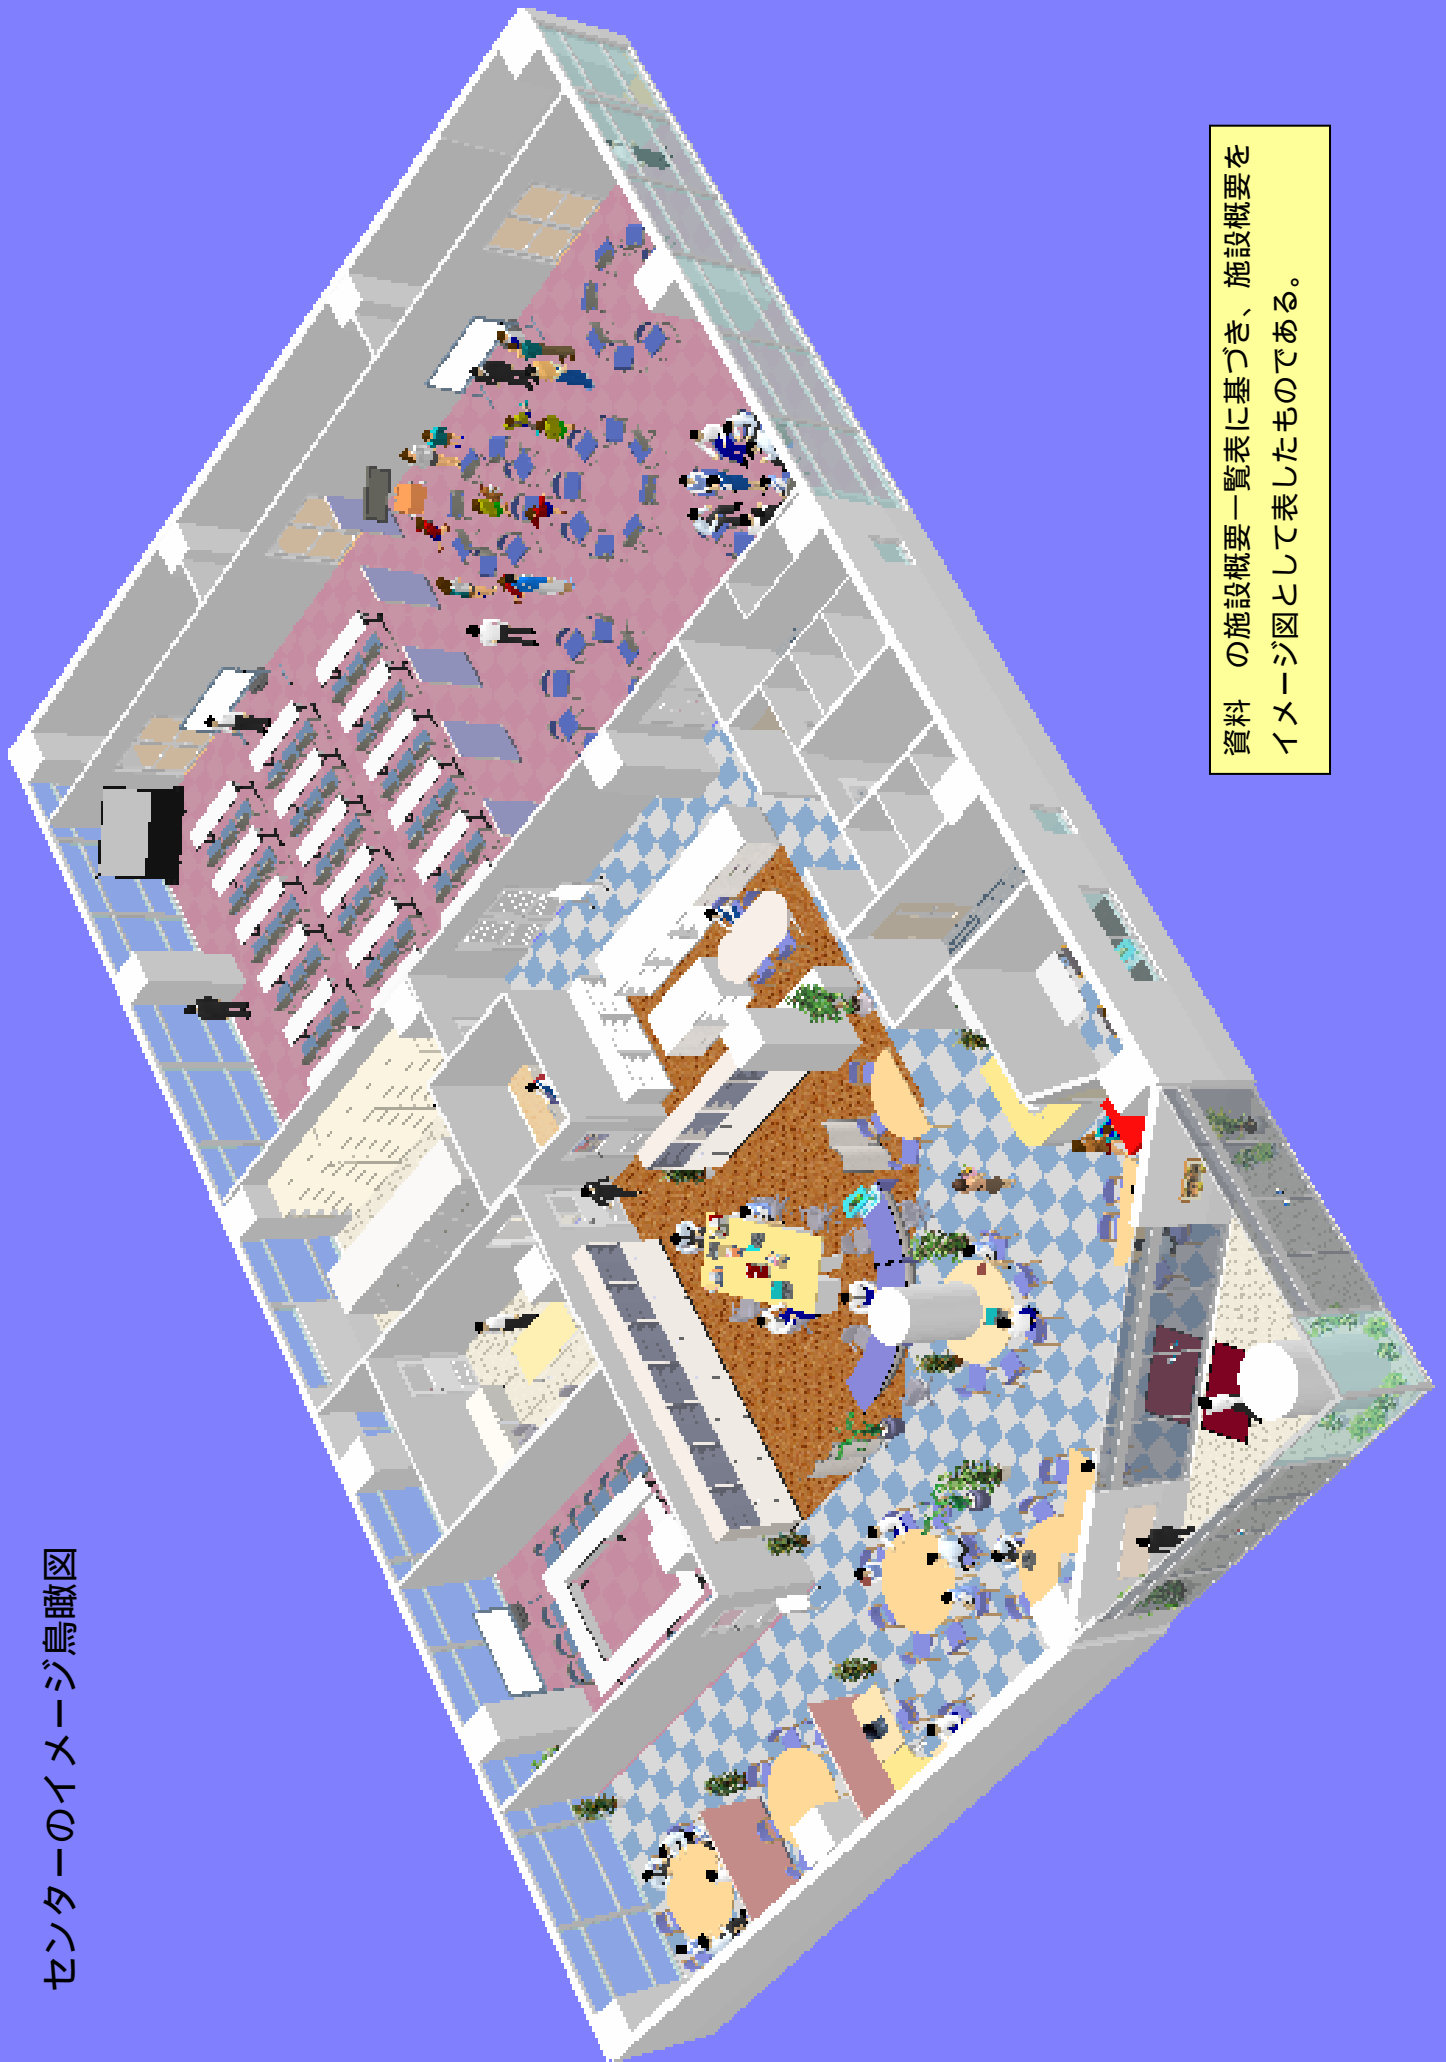 センターのイメージ鳥瞰図
資料　の施設概要一覧表に基づき、施設概要を
イメージ図として表したものである。